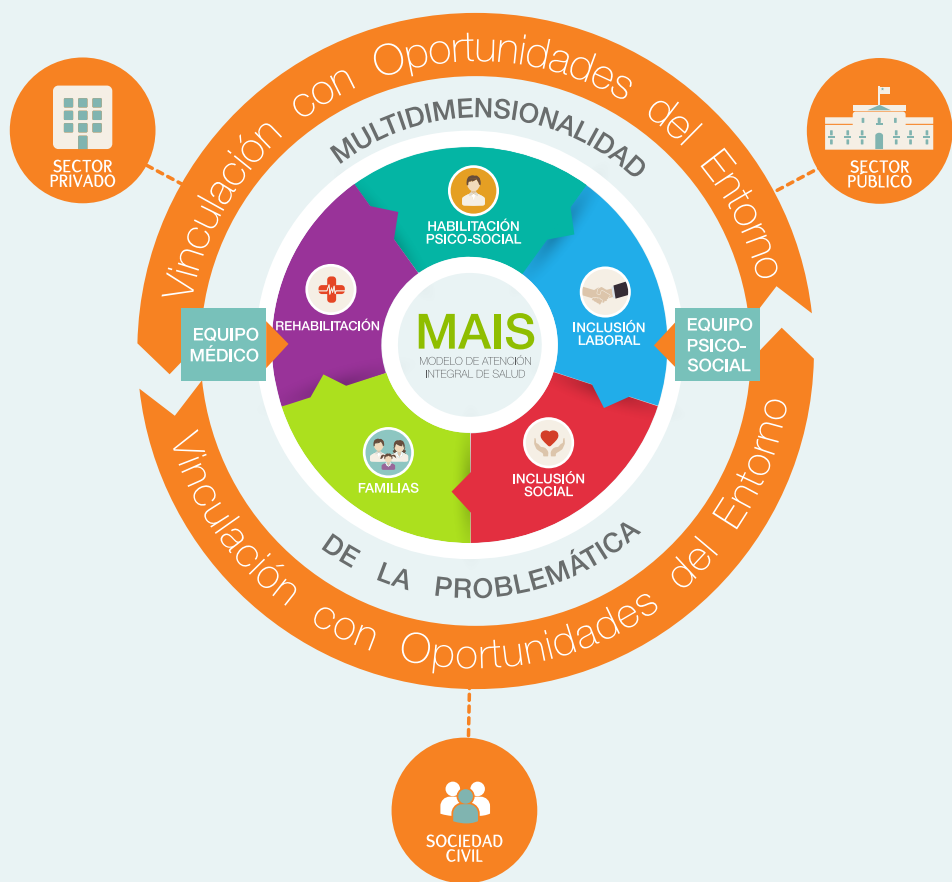 Vinculación con Oportunidades del Entorno
SECTOR
PRIVADO
SECTOR
PÚBLICO
MULTIDIMENSIONALIDAD
HABILITACIÓN
PSICO-SOCIAL
REHABILITACIÓN
INCLUSIÓN
LABORAL
EQUIPO
MÉDICO
EQUIPO
PSICO-
SOCIAL
MAIS
MODELO DE ATENCIÓN
INTEGRAL DE SALUD
FAMILIAS
INCLUSIÓN
SOCIAL
DE LA PROBLEMÁTICA
Vinculación con Oportunidades del Entorno
SOCIEDAD
CIVIL